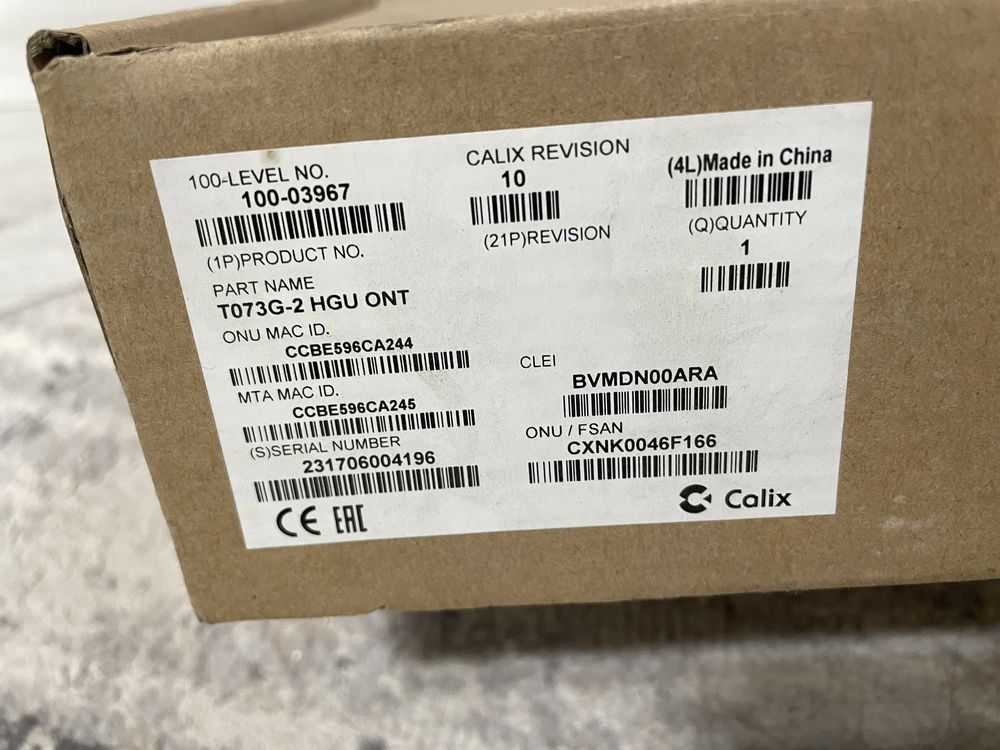 100-LEVEL NO.
100-03967
(1P)PRODUCT NO.
CALIX REVISION
10
(21P)REVISION
(4L)Made in China
(Q)QUANTITY
1
PART NAME
T073G-2 HGU ONT
ONU MAC ID.
CCBE596CA244
MTA MAC ID.
CCBE596CA245
(S)SERIAL NUMBER
231706004196
CLEI
BVMDN00ARA
ONU / FSAN
CXNK0046F166
CE EAC
Calix